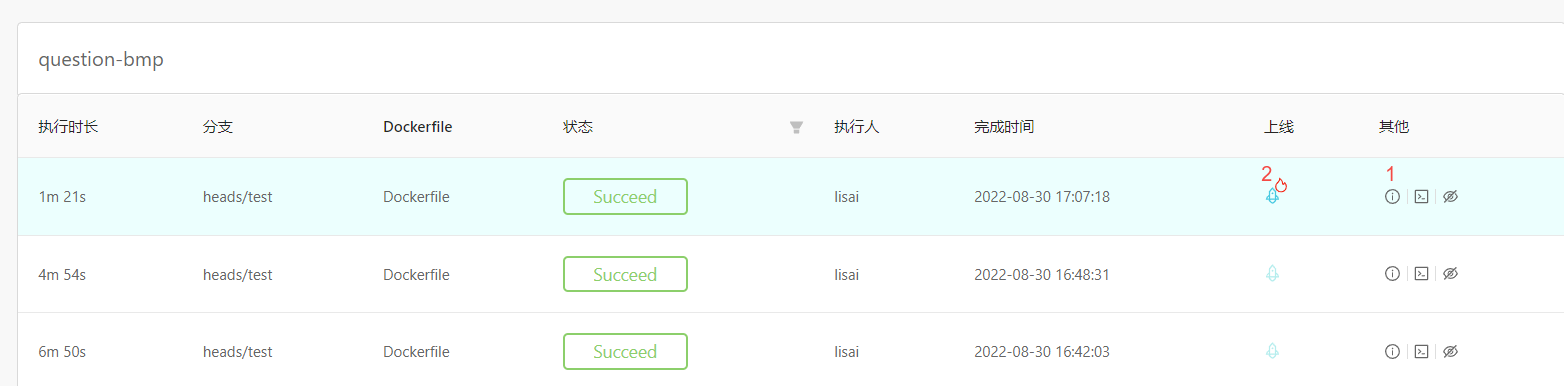 question-bmp
执行时长 分支 Dockerfile 状态 执行人 完成时间 上线 其他
2 1
1m 21s heads/test Dockerfile Succeed lisai 2022-08-30 17:07:18
4m 54s heads/test Dockerfile Succeed lisai 2022-08-30 16:48:31
6m 50s heads/test Dockerfile Succeed lisai 2022-08-30 16:42:03